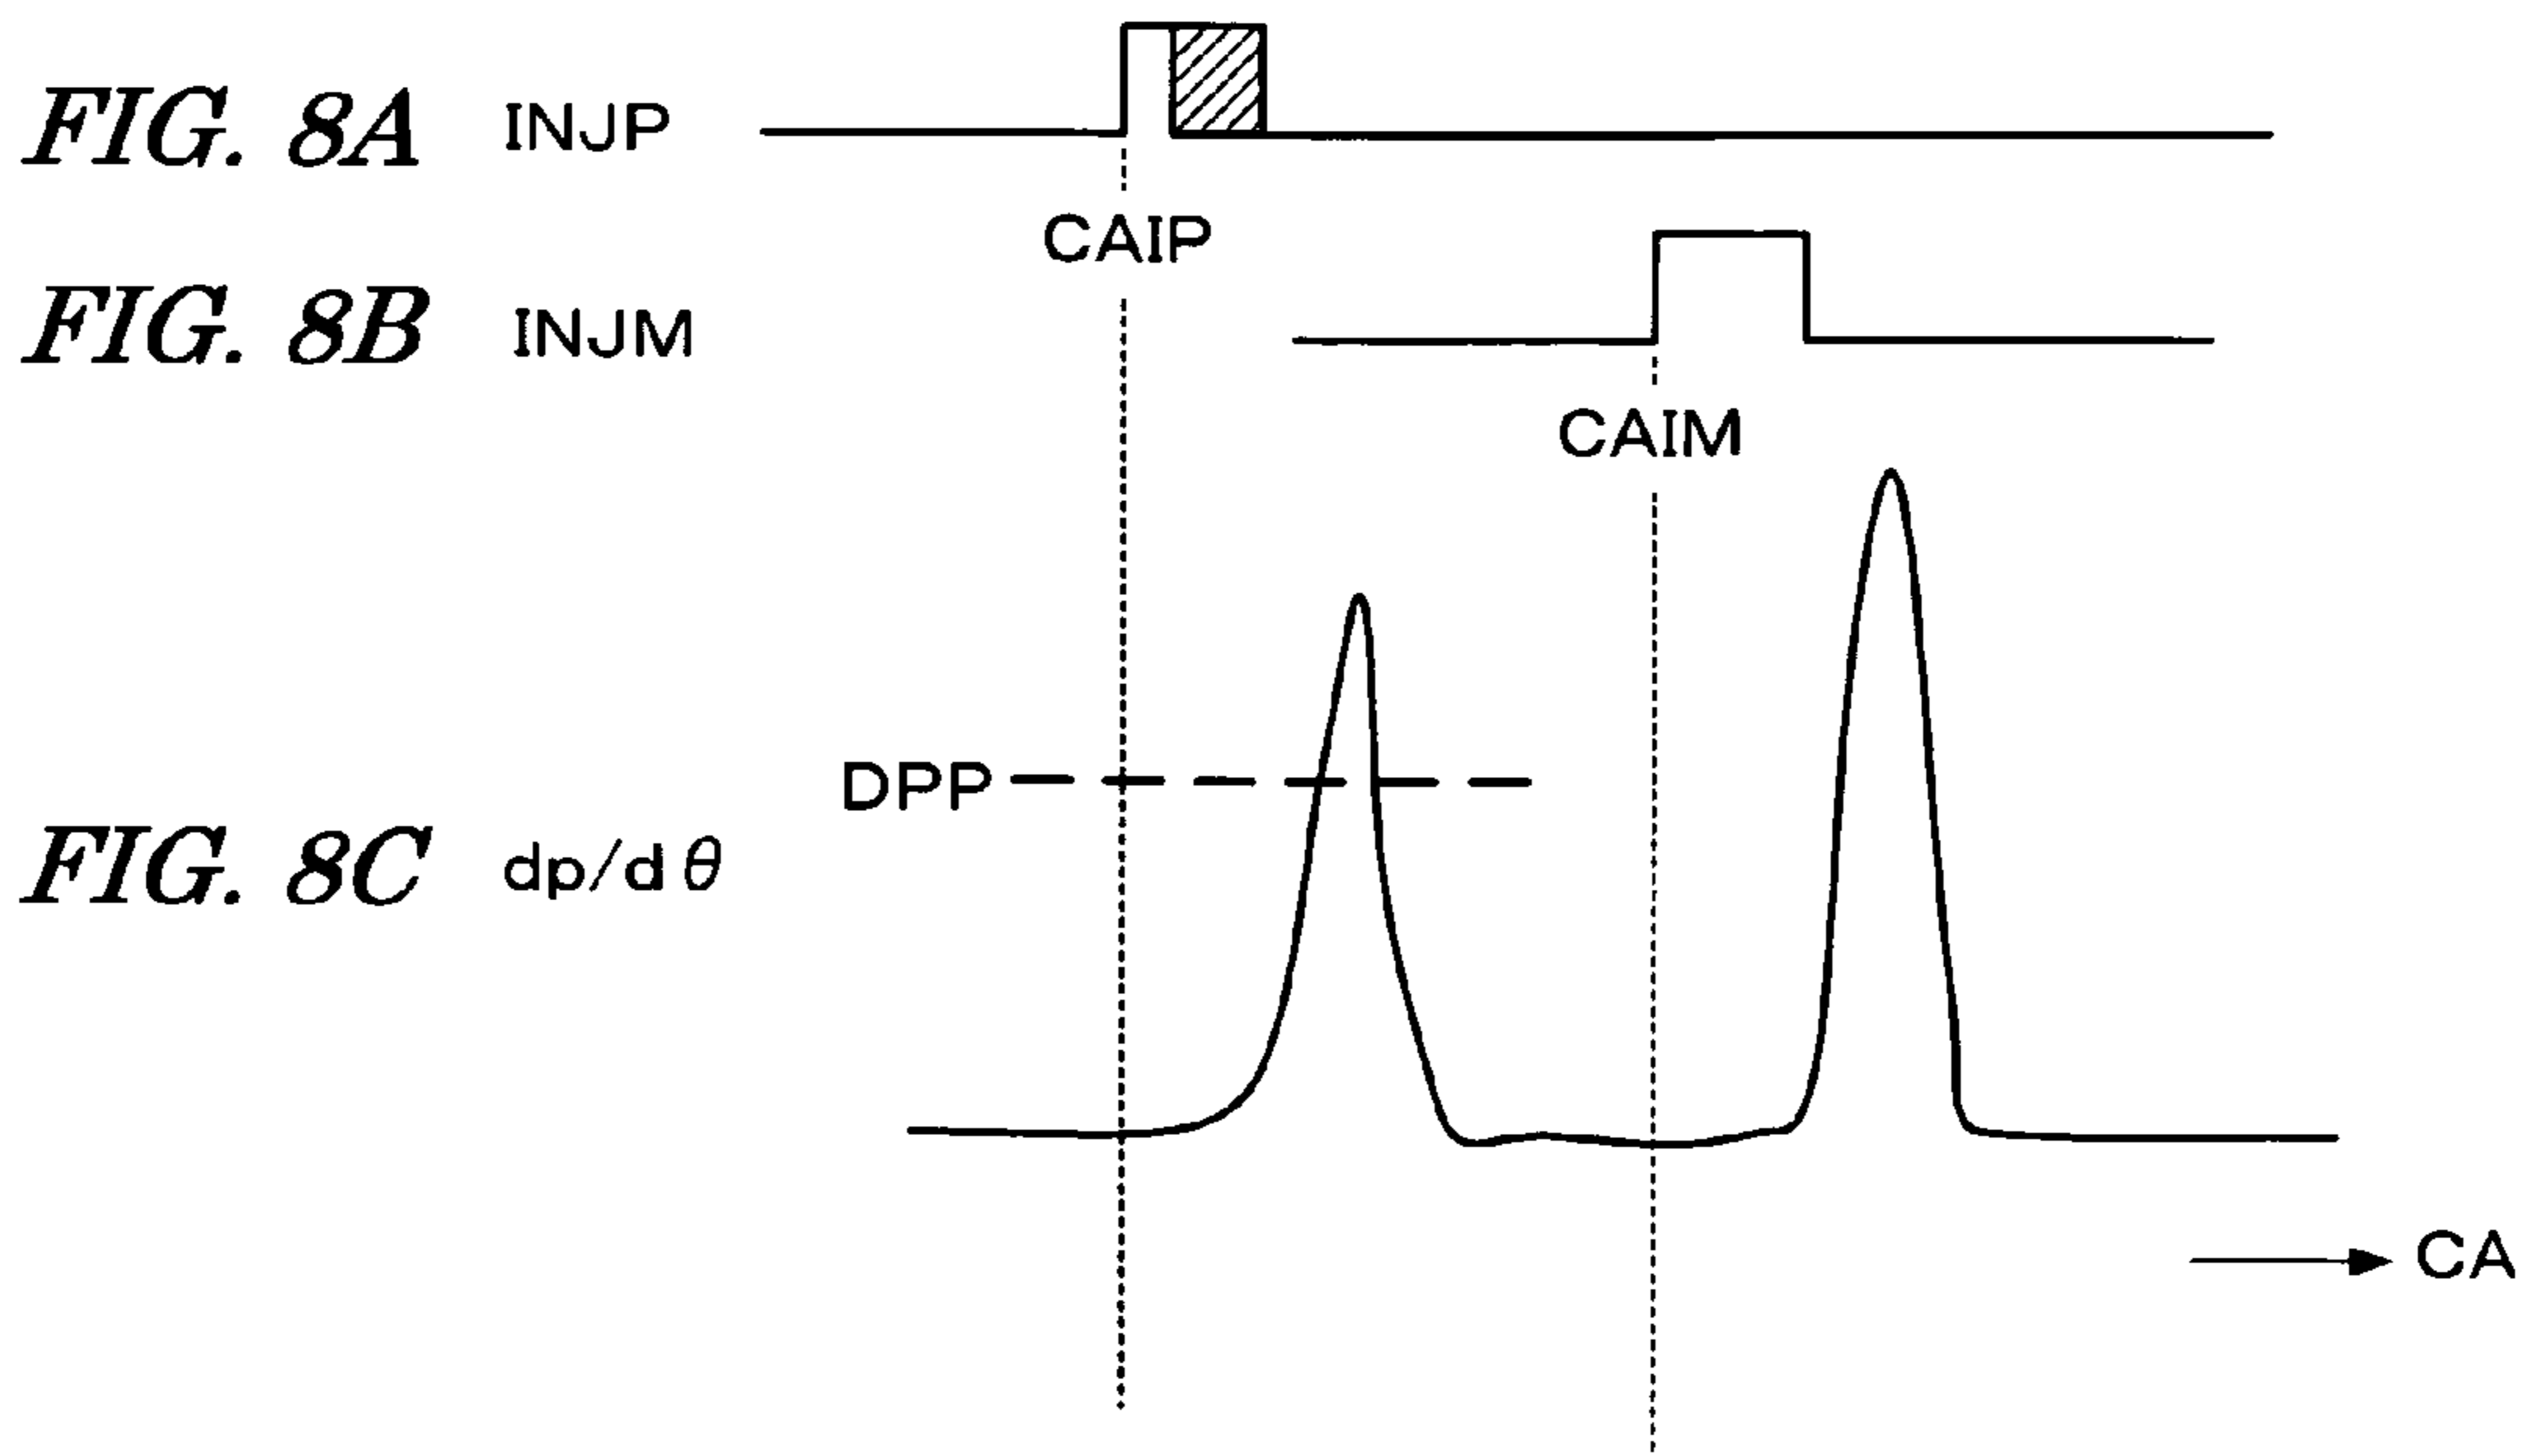 FIG. 8A INJP
CAIP
FIG. 8B INJM
CAIM
DPP
FIG. 8C dp/dθ
CA